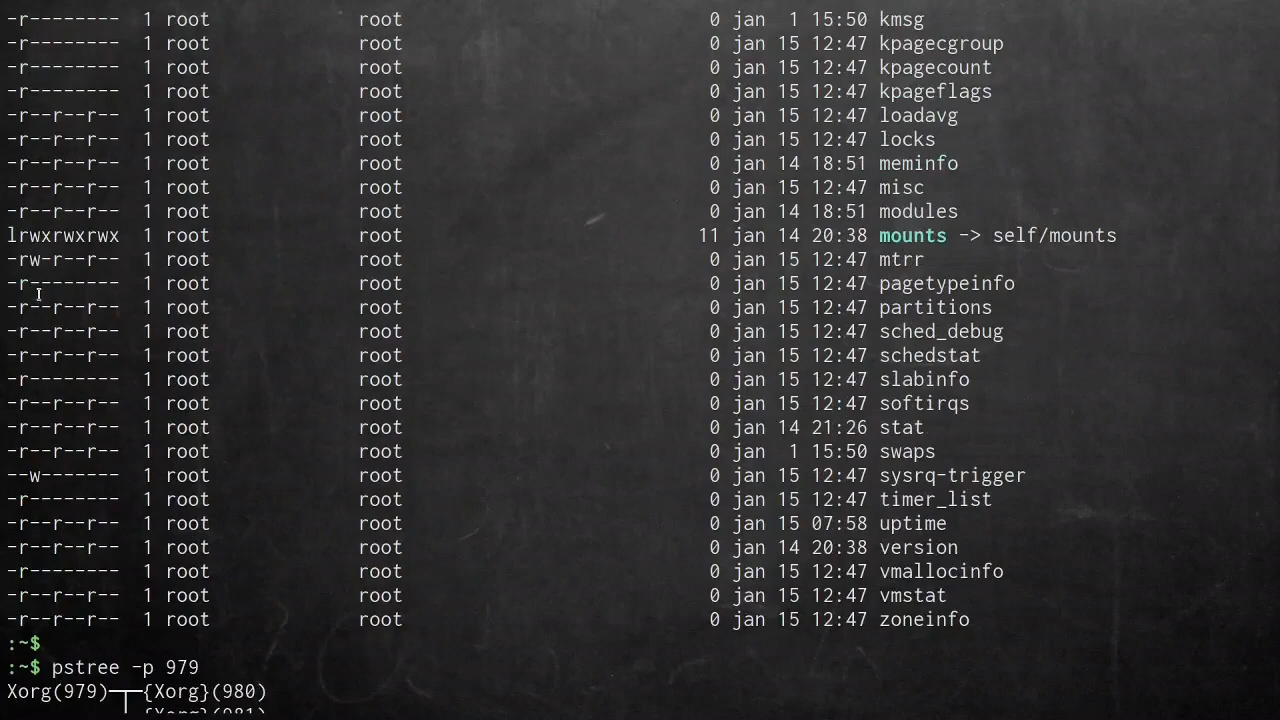 -r--------  1 root             root                           0 jan  1 15:50 kmsg
-r--------  1 root             root                           0 jan 15 12:47 kpagecgroup
-r--------  1 root             root                           0 jan 15 12:47 kpagecount
-r--------  1 root             root                           0 jan 15 12:47 kpageflags
-r--r--r--  1 root             root                           0 jan 15 12:47 loadavg
-r--r--r--  1 root             root                           0 jan 15 12:47 locks
-r--r--r--  1 root             root                           0 jan 14 18:51 meminfo
-r--r--r--  1 root             root                           0 jan 15 12:47 misc
-r--r--r--  1 root             root                           0 jan 14 18:51 modules
lrwxrwxrwx  1 root             root                          11 jan 14 20:38 mounts -> self/mounts
-rw-r--r--  1 root             root                           0 jan 15 12:47 mtrr
-r--------  1 root             root                           0 jan 15 12:47 pagetypeinfo
-r--r--r--  1 root             root                           0 jan 15 12:47 partitions
-r--r--r--  1 root             root                           0 jan 15 12:47 sched_debug
-r--r--r--  1 root             root                           0 jan 15 12:47 schedstat
-r--------  1 root             root                           0 jan 15 12:47 slabinfo
-r--r--r--  1 root             root                           0 jan 15 12:47 softirqs
-r--r--r--  1 root             root                           0 jan 14 21:26 stat
-r--r--r--  1 root             root                           0 jan  1 15:50 swaps
--w-------  1 root             root                           0 jan 15 12:47 sysrq-trigger
-r--------  1 root             root                           0 jan 15 12:47 timer_list
-r--r--r--  1 root             root                           0 jan 15 07:58 uptime
-r--r--r--  1 root             root                           0 jan 14 20:38 version
-r--------  1 root             root                           0 jan 15 12:47 vmallocinfo
-r--r--r--  1 root             root                           0 jan 15 12:47 vmstat
-r--r--r--  1 root             root                           0 jan 15 12:47 zoneinfo
:~$
:~$ pstree -p 979
Xorg(979)─┬─{Xorg}(980)